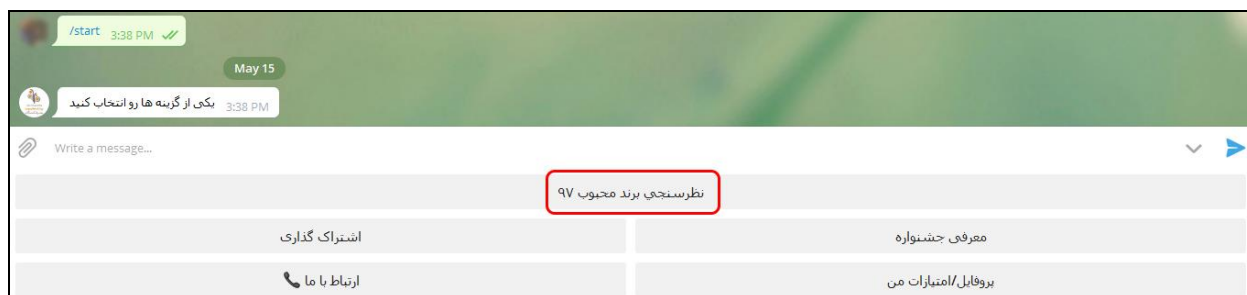 /start 3:38 PM
May 15
یکی از گزینه ها رو انتخاب کنید 3:38 PM
Write a message...
نظرسنجي برند محبوب ۹۷
معرفی جشنواره
اشتراک گذاری
پروفایل/امتیازات من
ارتباط با ما 📞